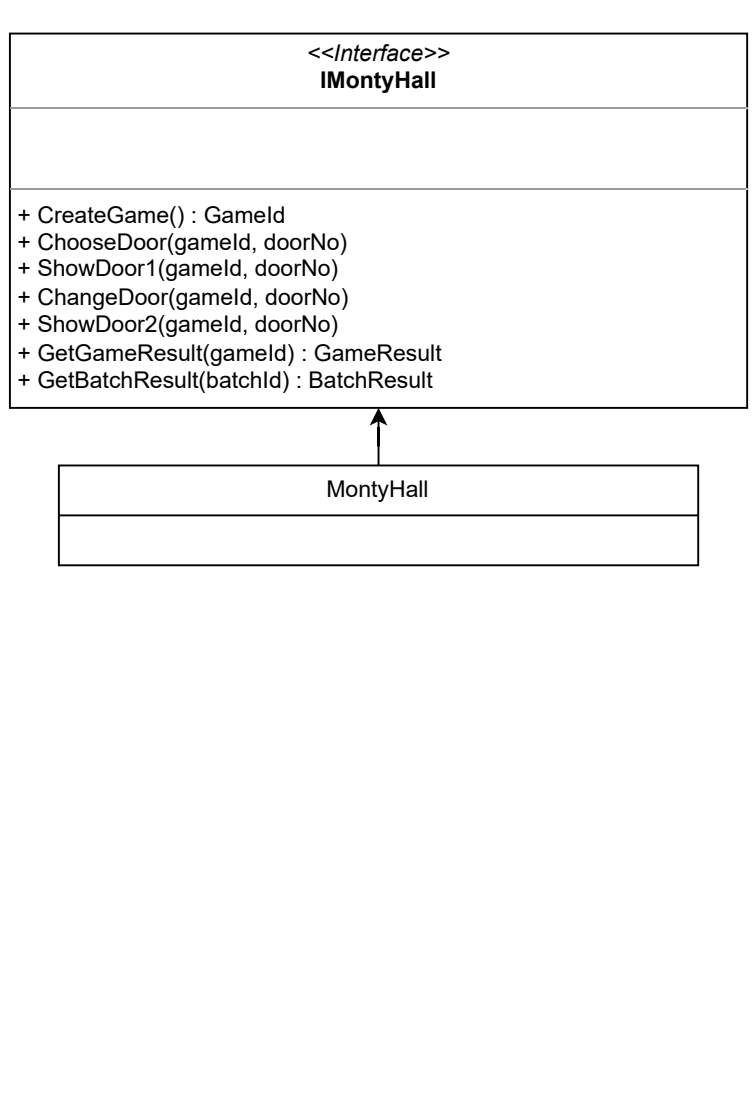 <<Interface>>
IMontyHall
+ CreateGame() : GameId
+ ChooseDoor(gameId, doorNo)
+ ShowDoor1(gameId, doorNo)
+ ChangeDoor(gameId, doorNo)
+ ShowDoor2(gameId, doorNo)
+ GetGameResult(gameId) : GameResult
+ GetBatchResult(batchId) : BatchResult
MontyHall